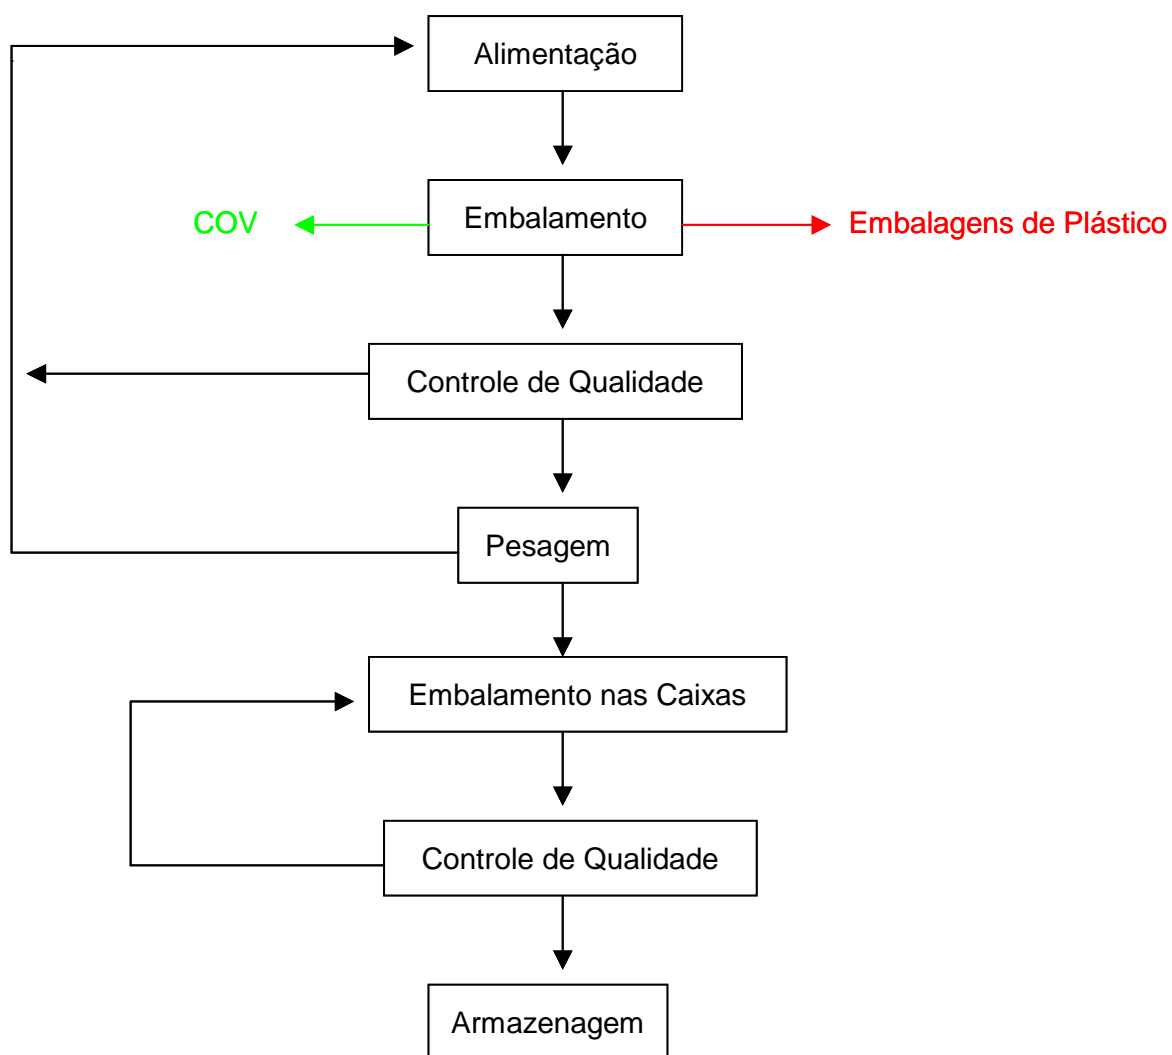 Alimentação
COV
Embalamento
Embalagens de Plástico
Controle de Qualidade
Pesagem
Embalamento nas Caixas
Controle de Qualidade
Armazenagem